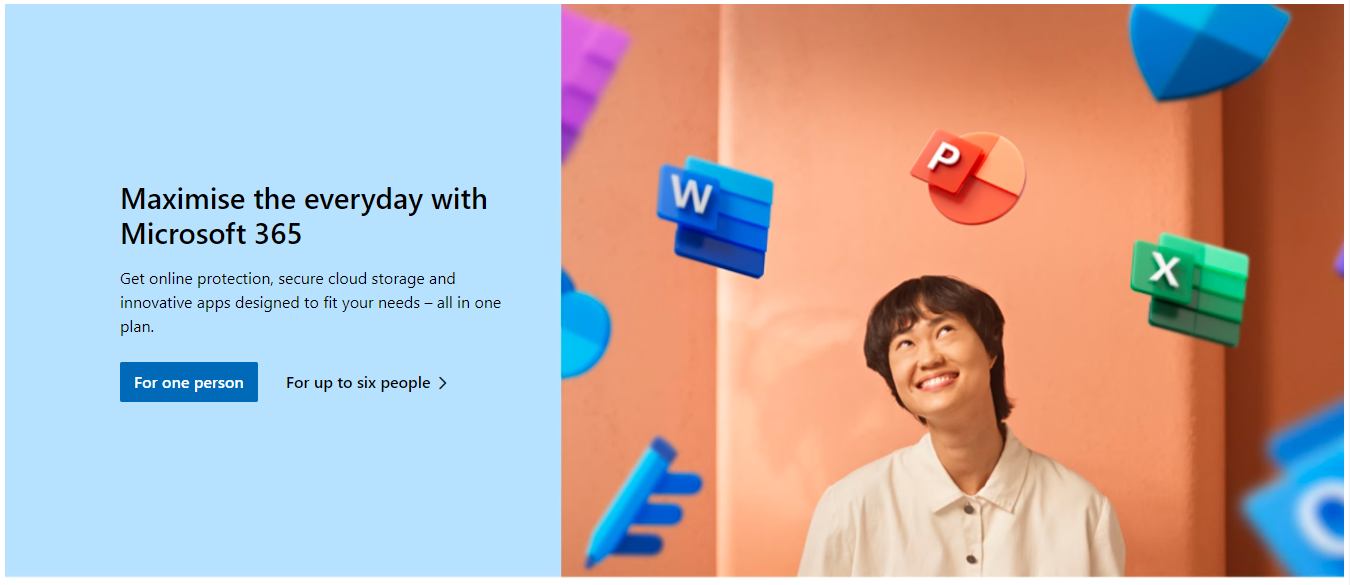 Maximise the everyday with
Microsoft 365
Get online protection, secure cloud storage and
innovative apps designed to fit your needs – all in one
plan.
For one person
For up to six people
W
P
X
O